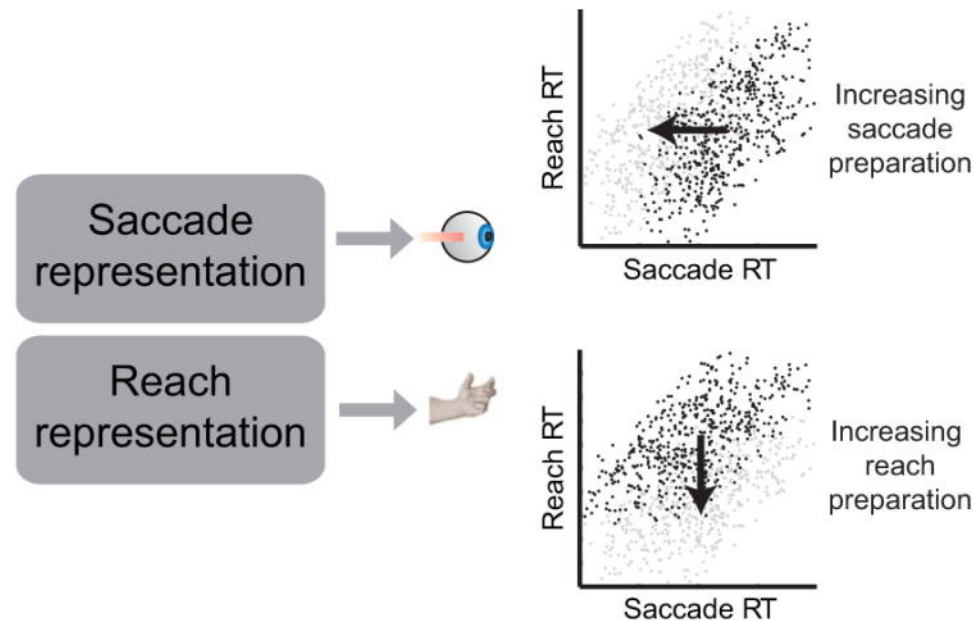 Saccade
representation
Reach
representation
Reach RT
Saccade RT
Increasing
saccade
preparation
Reach RT
Saccade RT
Increasing
reach
preparation